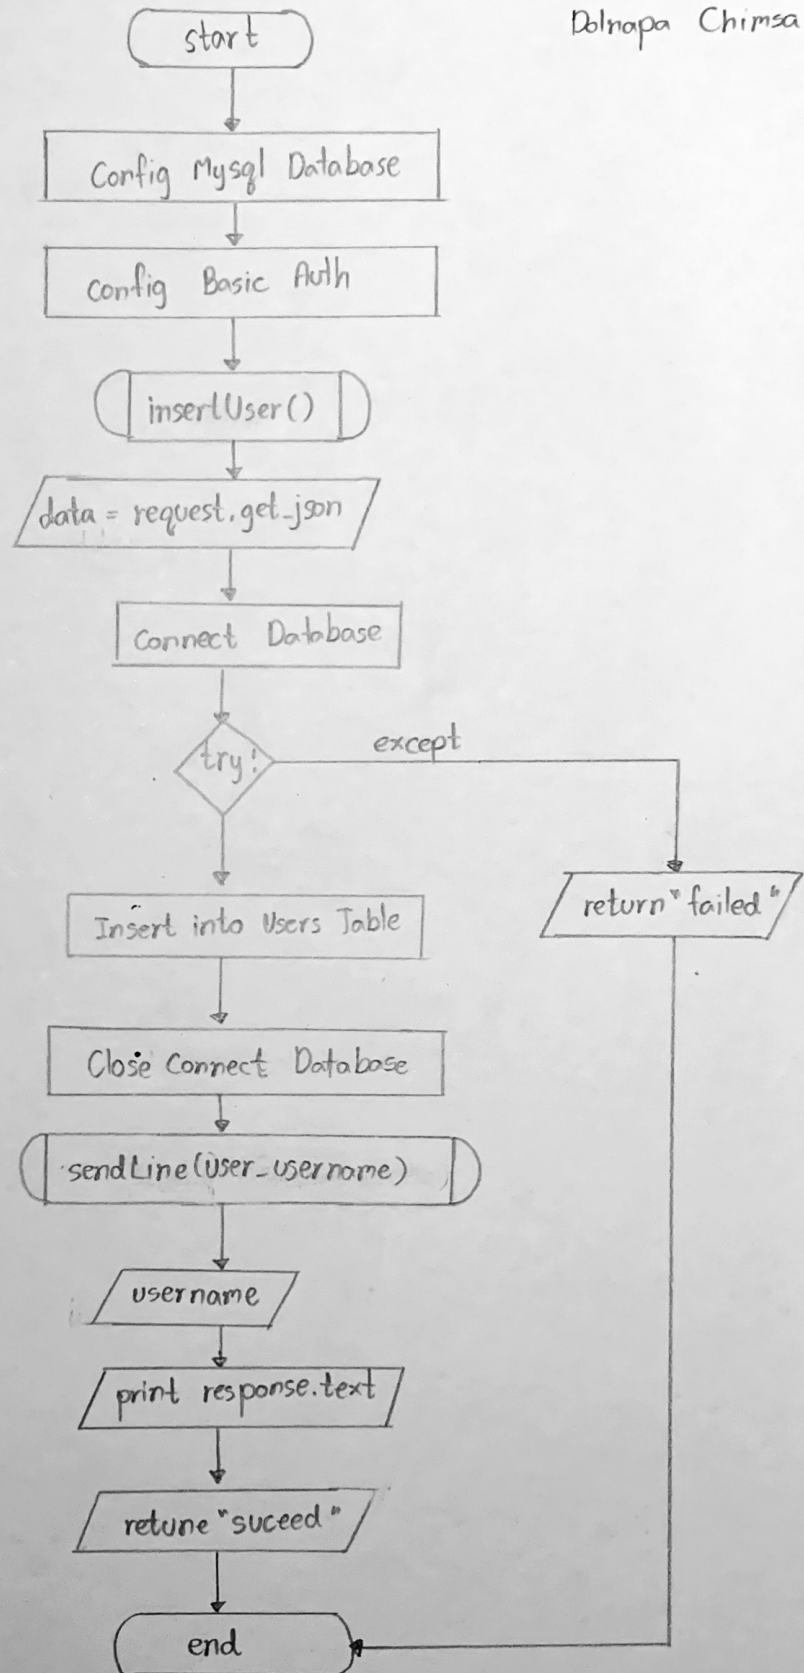 Dolnapa Chimsa
start
Config Mysql Database
config Basic Auth
insertUser()
data = request.get_json
Connect Database
try!
except
return "failed"
Insert into Users Table
Close Connect Database
sendLine(user_username)
username
print response.text
retune "suceed"
end